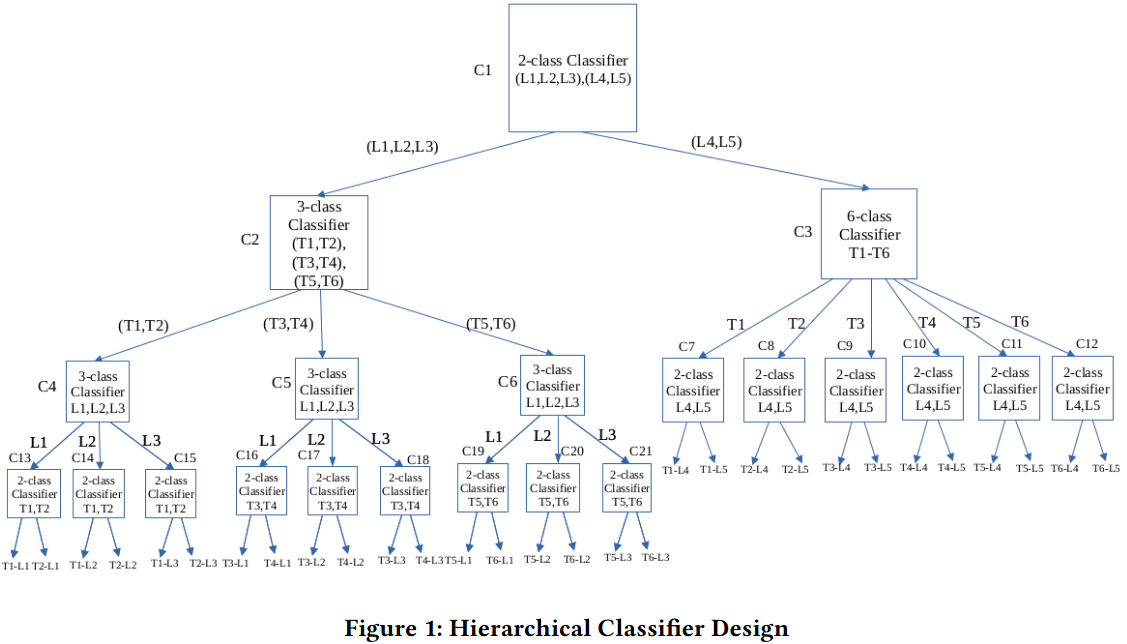 C1
2-class Classifier
(L1,L2,L3),(L4,L5)
(L1,L2,L3)
(L4,L5)
C2
3-class
Classifier
(T1,T2),
(T3,T4),
(T5,T6)
C3
6-class
Classifier
T1-T6
(T1,T2)
(T3,T4)
(T5,T6)
T1
T2
T3
T4
T5
T6
C4
3-class
Classifier
L1,L2,L3
C5
3-class
Classifier
L1,L2,L3
C6
3-class
Classifier
L1,L2,L3
C7
2-class
Classifier
L4,L5
C8
2-class
Classifier
L4,L5
C9
2-class
Classifier
L4,L5
C10
2-class
Classifier
L4,L5
C11
2-class
Classifier
L4,L5
C12
2-class
Classifier
L4,L5
L1
L2
L3
L1
L2
L3
L1
L2
L3
T1-L4
T1-L5
T2-L4
T2-L5
T3-L4
T3-L5
T4-L4
T4-L5
T5-L4
T5-L5
T6-L4
T6-L5
C13
2-class
Classifier
T1,T2
C14
2-class
Classifier
T1,T2
C15
2-class
Classifier
T1,T2
C16
2-class
Classifier
T3,T4
C17
2-class
Classifier
T3,T4
C18
2-class
Classifier
T3,T4
C19
2-class
Classifier
T5,T6
C20
2-class
Classifier
T5,T6
C21
2-class
Classifier
T5,T6
T1-L1
T2-L1
T1-L2
T2-L2
T1-L3
T2-L3
T3-L1
T4-L1
T3-L2
T4-L2
T3-L3
T4-L3
T5-L1
T6-L1
T5-L2
T6-L2
T5-L3
T6-L3
Figure 1: Hierarchical Classifier Design